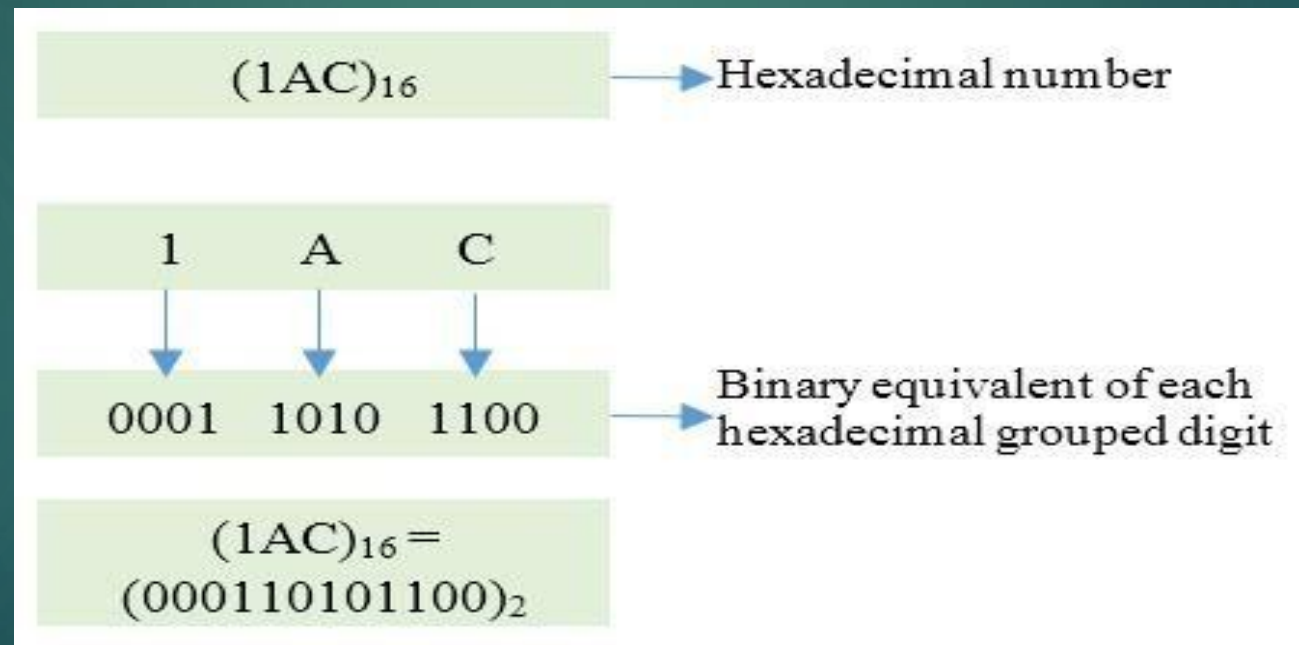 (1AC)₁₆
Hexadecimal number
1 A C
0001 1010 1100
Binary equivalent of each
hexadecimal grouped digit
(1AC)₁₆ =
(000110101100)₂